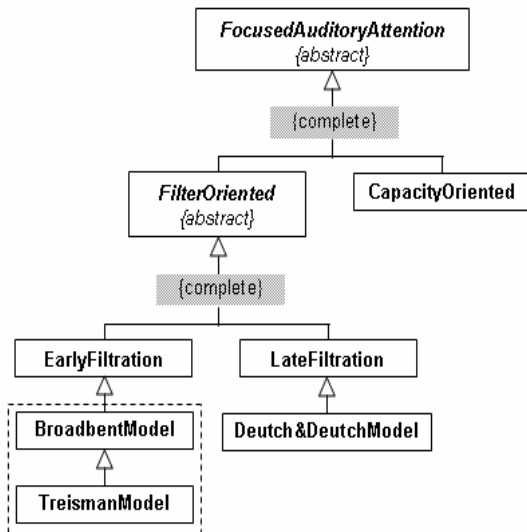 FocusedAuditoryAttention
{abstract}
{complete}
FilterOriented
{abstract}
CapacityOriented
{complete}
EarlyFiltration
LateFiltration
BroadbentModel
Deutch&DeutchModel
TreismanModel